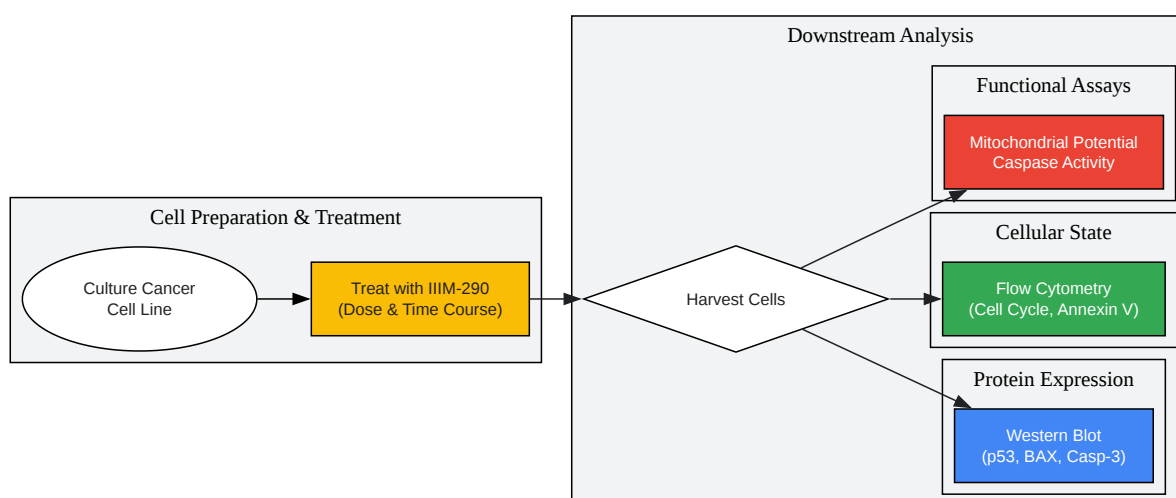 Downstream Analysis
Functional Assays
Mitochondrial Potential
Caspase Activity
Cell Preparation & Treatment
Culture Cancer
Cell Line
Treat with IIIM-290
(Dose & Time Course)
Harvest Cells
Cellular State
Flow Cytometry
(Cell Cycle, Annexin V)
Protein Expression
Western Blot
(p53, BAX, Casp-3)